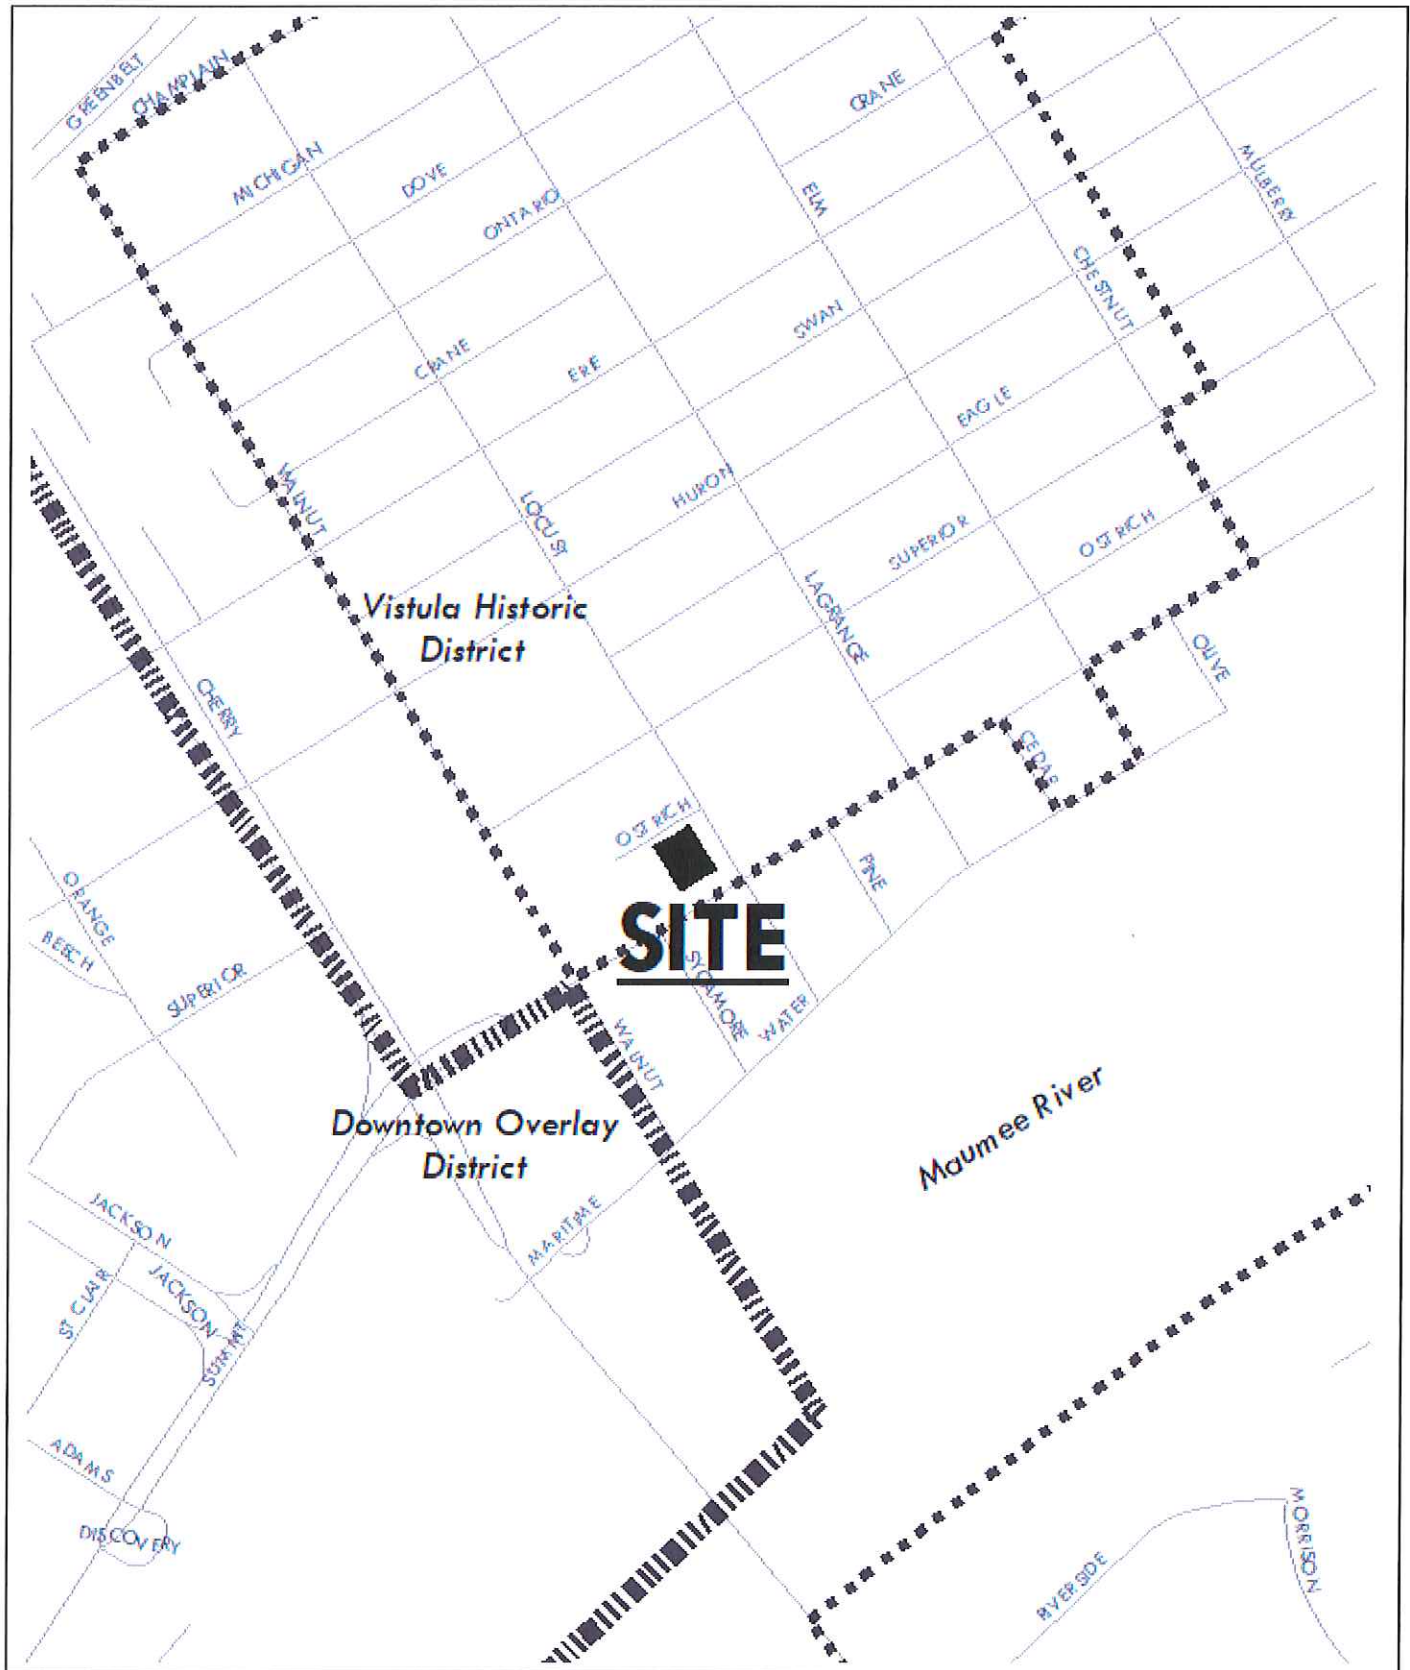 GREENBELT
CHAMPLAIN
MICHIGAN
DOVE
ONTARIO
CRANE
ELM
MULBERRY
CHESTNUT
SWAN
CRANE
ERIE
EAGLE
WALNUT
LOCUST
HURON
SUPERIOR
OSTRICH
Vistula Historic
District
LAGRANGE
OLIVE
CHERRY
CEDAR
OSTRICH
PINE
ORANGE
BEECH
SUPERIOR
SITE
SYCAMORE
WATER
WALNUT
Downtown Overlay
District
Maumee River
JACKSON
MARITIME
ST CLAIR
JACKSON
SUMMIT
ADAMS
DISCOVERY
RIVERSIDE
MORRISON